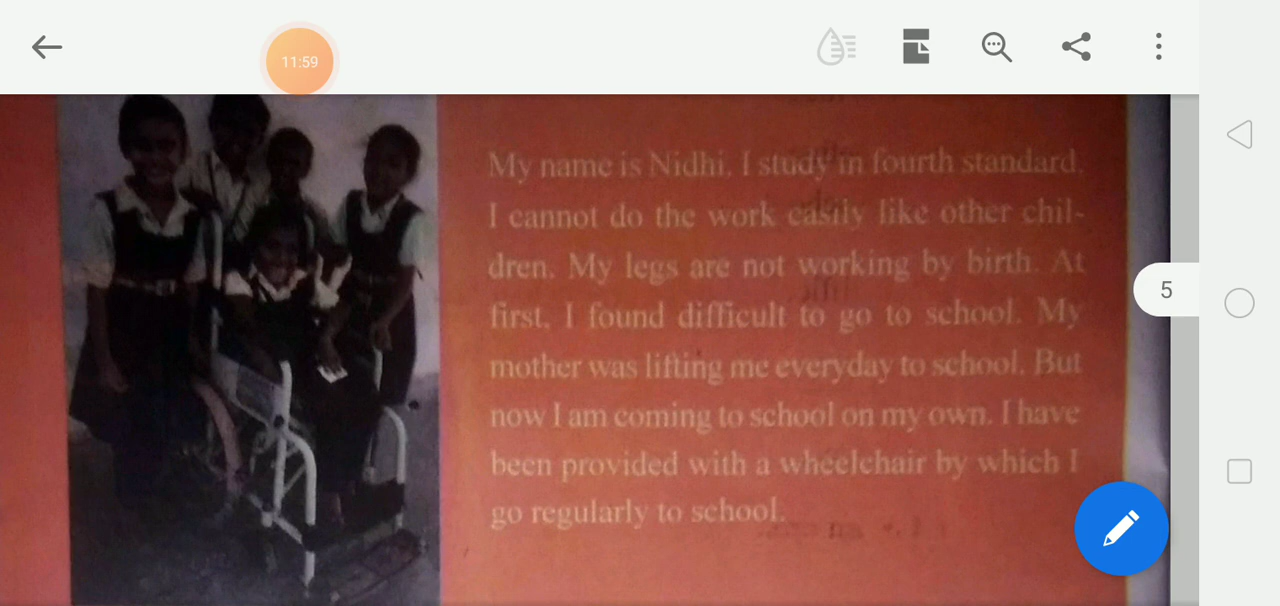 11:59
My name is Nidhi. I study in fourth standard.
I cannot do the work easily like other chil-
dren. My legs are not working by birth. At
first, I found difficult to go to school. My
mother was lifting me everyday to school. But
now I am coming to school on my own. I have
been provided with a wheelchair by which I
go regularly to school.
5